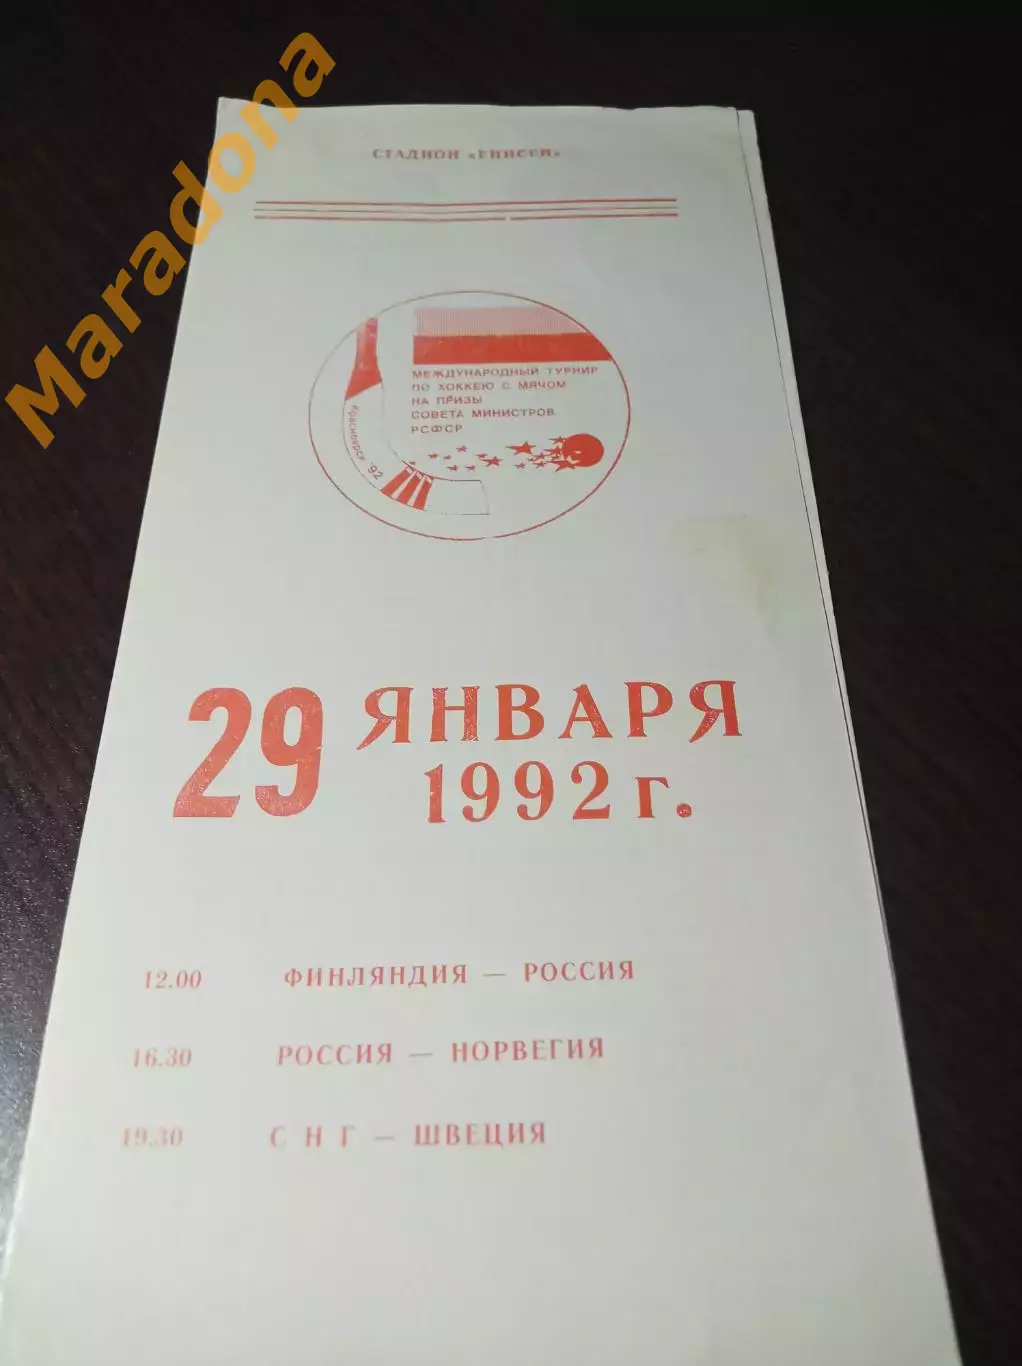 Maradona
СТАДИОН «ЕНИСЕЙ»
МЕЖДУНАРОДНЫЙ ТУРНИР
ПО ХОККЕЮ С МЯЧОМ
НА ПРИЗЫ
СОВЕТА МИНИСТРОВ
РСФСР
Красноярск '92
29 ЯНВАРЯ
1992 г.
12.00 ФИНЛЯНДИЯ — РОССИЯ
16.30 РОССИЯ — НОРВЕГИЯ
19.30 С Н Г — ШВЕЦИЯ